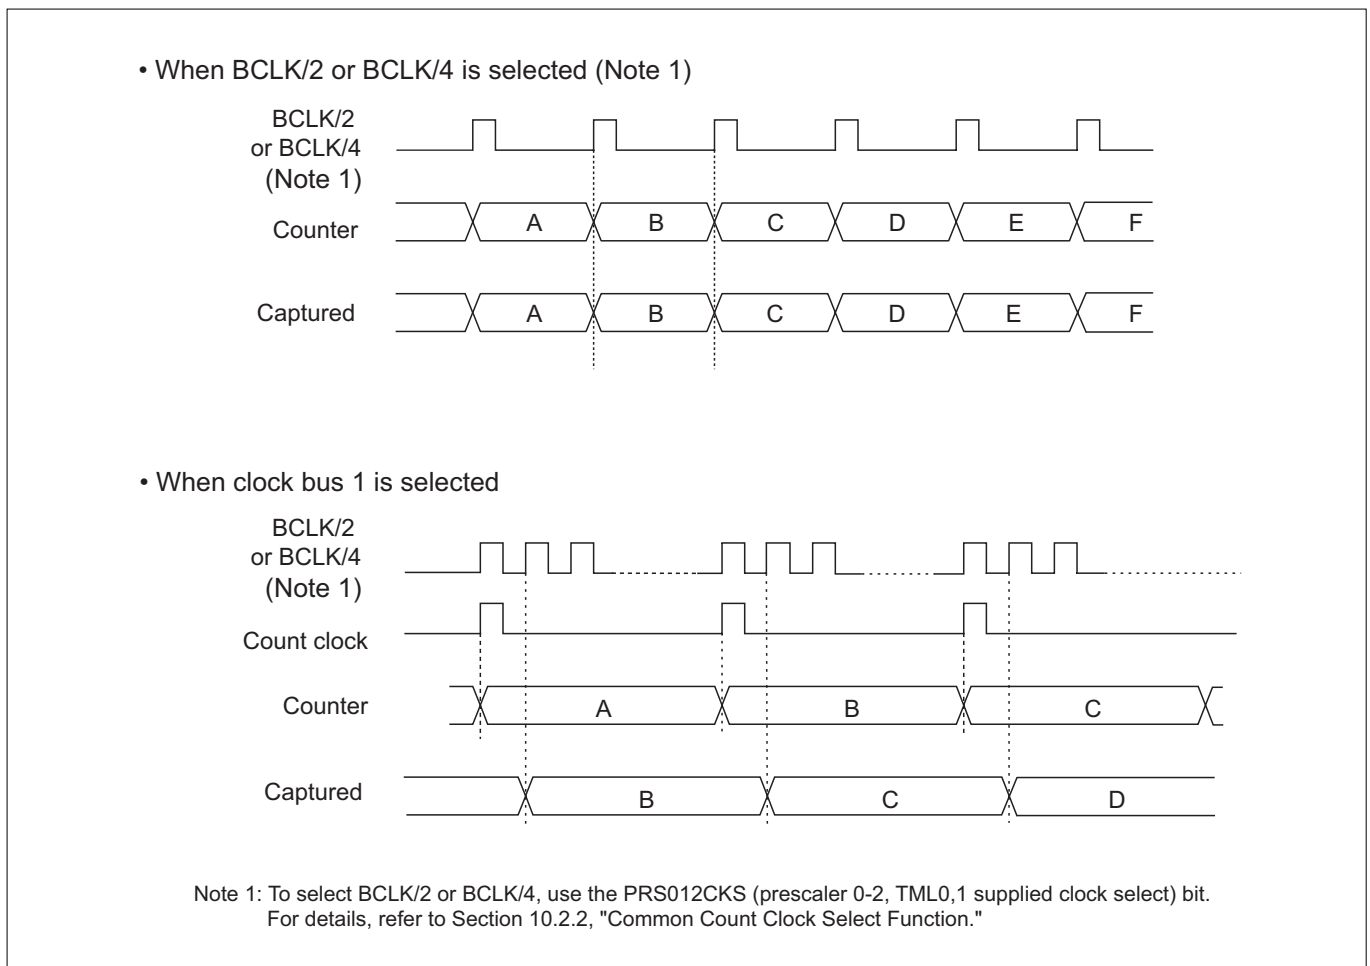 • When BCLK/2 or BCLK/4 is selected (Note 1)
BCLK/2
or BCLK/4
(Note 1)
Counter
A B C D E F
Captured
A B C D E F
• When clock bus 1 is selected
BCLK/2
or BCLK/4
(Note 1)
Count clock
Counter
A B C
Captured
B C D
Note 1: To select BCLK/2 or BCLK/4, use the PRS012CKS (prescaler 0-2, TML0,1 supplied clock select) bit.
For details, refer to Section 10.2.2, "Common Count Clock Select Function."